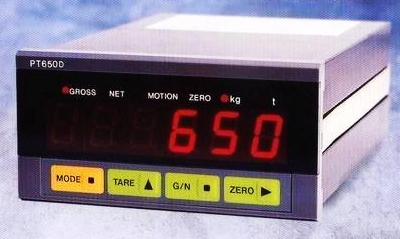 PT650D
GROSS NET MOTION ZERO kg t
650
MODE TARE G/N ZERO